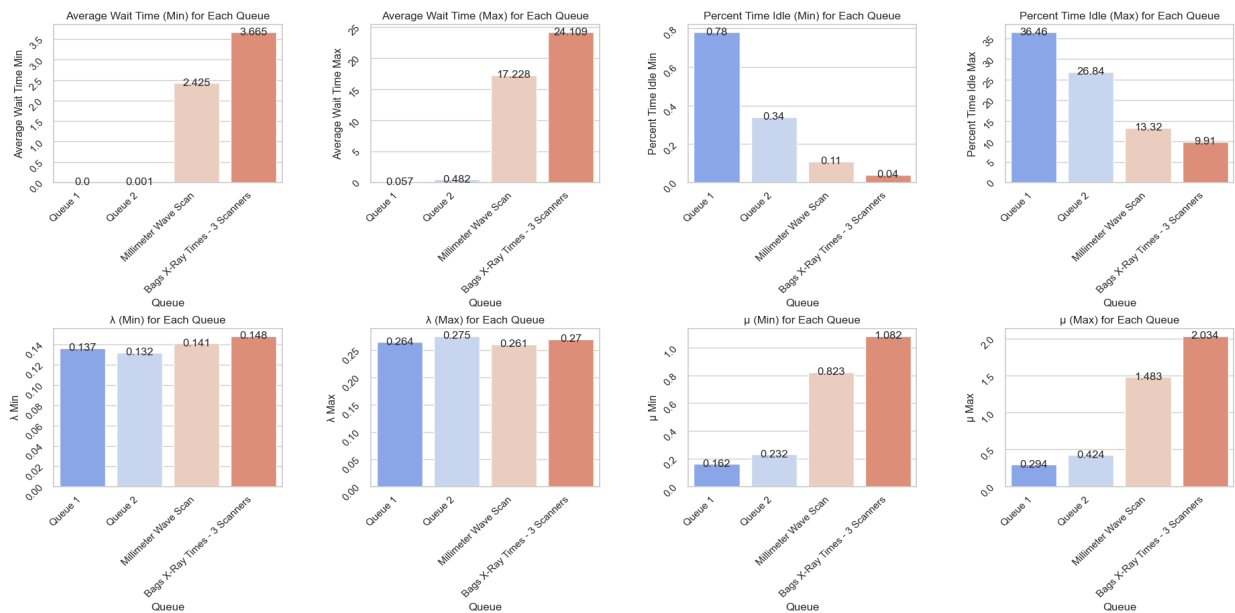 Average Wait Time (Min) for Each Queue
Average Wait Time Min
3.5
3.0
2.5
2.0
1.5
1.0
0.5
0.0
0.0
0.001
2.425
3.665
Queue 1
Queue 2
Millimeter Wave Scan
Bags X-Ray Times - 3 Scanners
Queue
Average Wait Time (Max) for Each Queue
Average Wait Time Max
25
20
15
10
5
0
0.057
0.482
17.228
24.109
Queue 1
Queue 2
Millimeter Wave Scan
Bags X-Ray Times - 3 Scanners
Queue
Percent Time Idle (Min) for Each Queue
Percent Time Idle Min
0.8
0.6
0.4
0.2
0.0
0.78
0.34
0.11
0.04
Queue 1
Queue 2
Millimeter Wave Scan
Bags X-Ray Times - 3 Scanners
Queue
Percent Time Idle (Max) for Each Queue
Percent Time Idle Max
35
30
25
20
15
10
5
0
36.46
26.84
13.32
9.91
Queue 1
Queue 2
Millimeter Wave Scan
Bags X-Ray Times - 3 Scanners
Queue
λ (Min) for Each Queue
λ Min
0.14
0.12
0.10
0.08
0.06
0.04
0.02
0.00
0.137
0.132
0.141
0.148
Queue 1
Queue 2
Millimeter Wave Scan
Bags X-Ray Times - 3 Scanners
Queue
λ (Max) for Each Queue
λ Max
0.25
0.20
0.15
0.10
0.05
0.00
0.264
0.275
0.261
0.27
Queue 1
Queue 2
Millimeter Wave Scan
Bags X-Ray Times - 3 Scanners
Queue
μ (Min) for Each Queue
μ Min
1.0
0.8
0.6
0.4
0.2
0.0
0.162
0.232
0.823
1.082
Queue 1
Queue 2
Millimeter Wave Scan
Bags X-Ray Times - 3 Scanners
Queue
μ (Max) for Each Queue
μ Max
2.0
1.5
1.0
0.5
0.0
0.294
0.424
1.483
2.034
Queue 1
Queue 2
Millimeter Wave Scan
Bags X-Ray Times - 3 Scanners
Queue